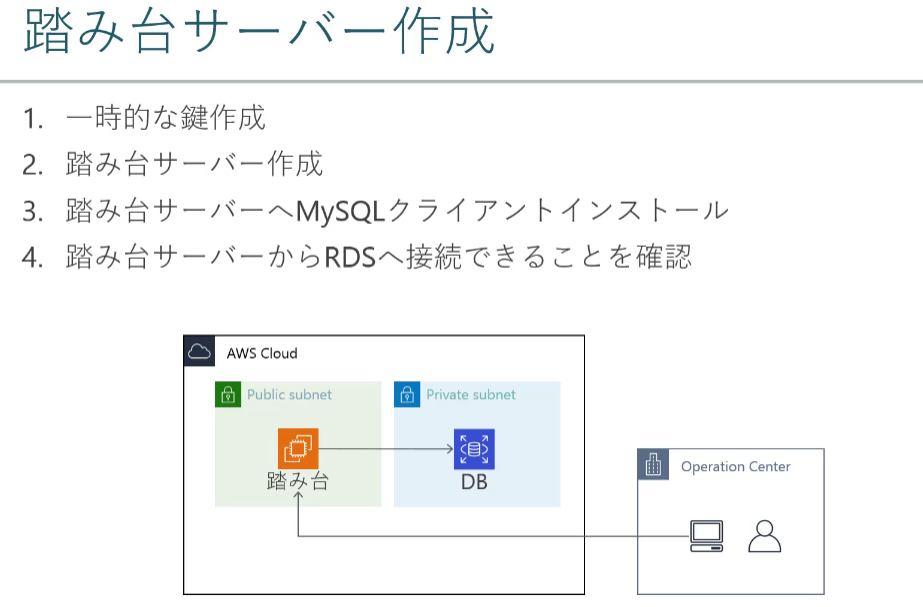 踏み台サーバー作成
1. 一時的な鍵作成
2. 踏み台サーバー作成
3. 踏み台サーバーへMySQLクライアントインストール
4. 踏み台サーバーからRDSへ接続できることを確認
AWS Cloud
Public subnet
Private subnet
踏み台
DB
Operation Center